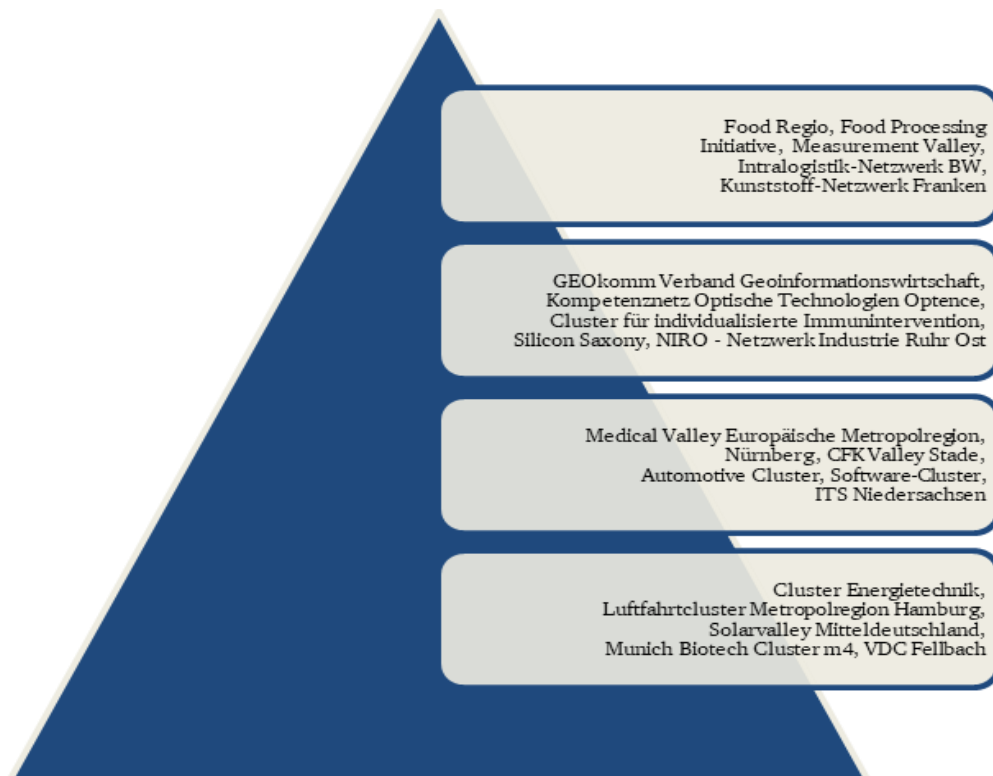 Food Regio, Food Processing
Initiative, Measurement Valley,
Intralogistik-Netzwerk BW,
Kunststoff-Netzwerk Franken
GEOkomm Verband Geoinformationswirtschaft,
Kompetenznetz Optische Technologien Optence,
Cluster für individualisierte Immunintervention,
Silicon Saxony, NIRO - Netzwerk Industrie Ruhr Ost
Medical Valley Europäische Metropolregion,
Nürnberg, CFK Valley Stade,
Automotive Cluster, Software-Cluster,
ITS Niedersachsen
Cluster Energietechnik,
Luftfahrtcluster Metropolregion Hamburg,
Solarvalley Mitteldeutschland,
Munich Biotech Cluster m4, VDC Fellbach